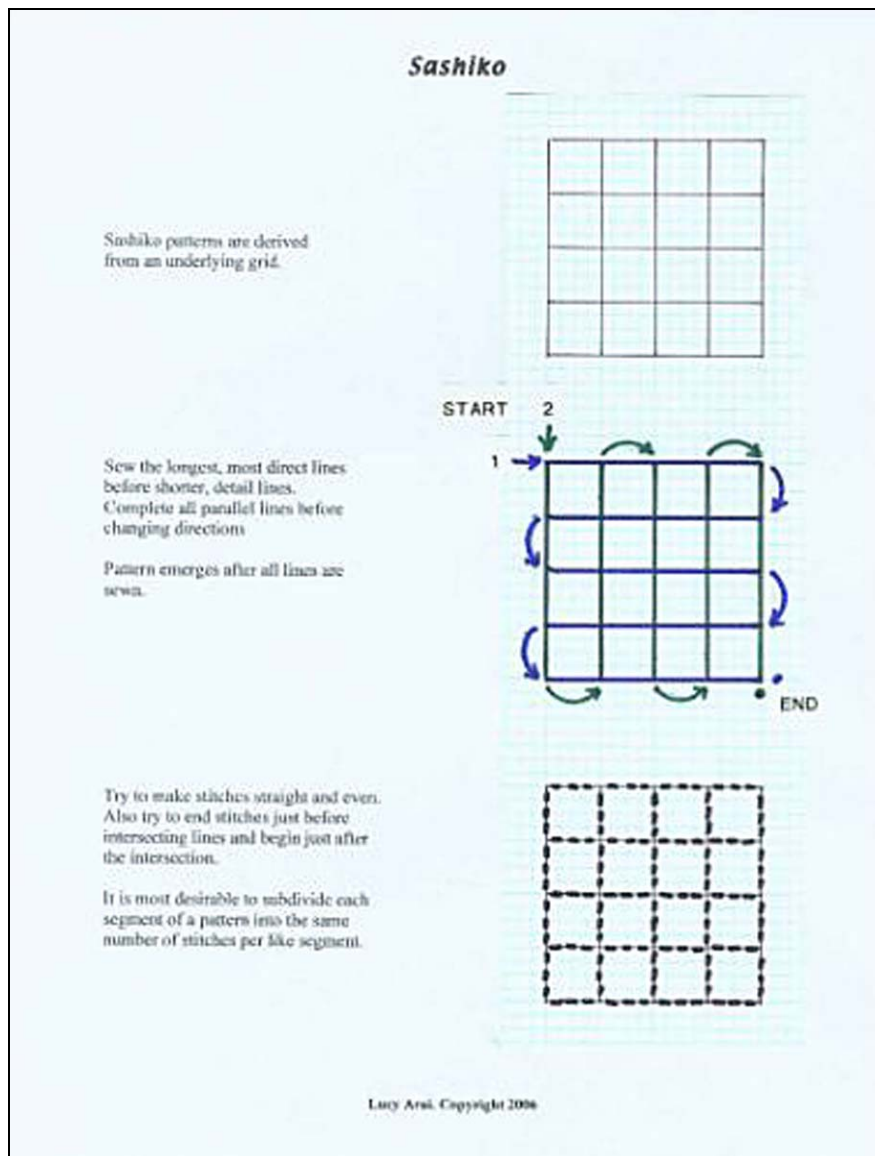 Sashiko
Sashiko patterns are derived
from an underlying grid.
START 2
1
Sew the longest, most direct lines
before shorter, detail lines.
Complete all parallel lines before
changing directions
Pattern emerges after all lines are
sewn.
END
Try to make stitches straight and even.
Also try to end stitches just before
intersecting lines and begin just after
the intersection.
It is most desirable to subdivide each
segment of a pattern into the same
number of stitches per like segment.
Lucy Arai. Copyright 2006